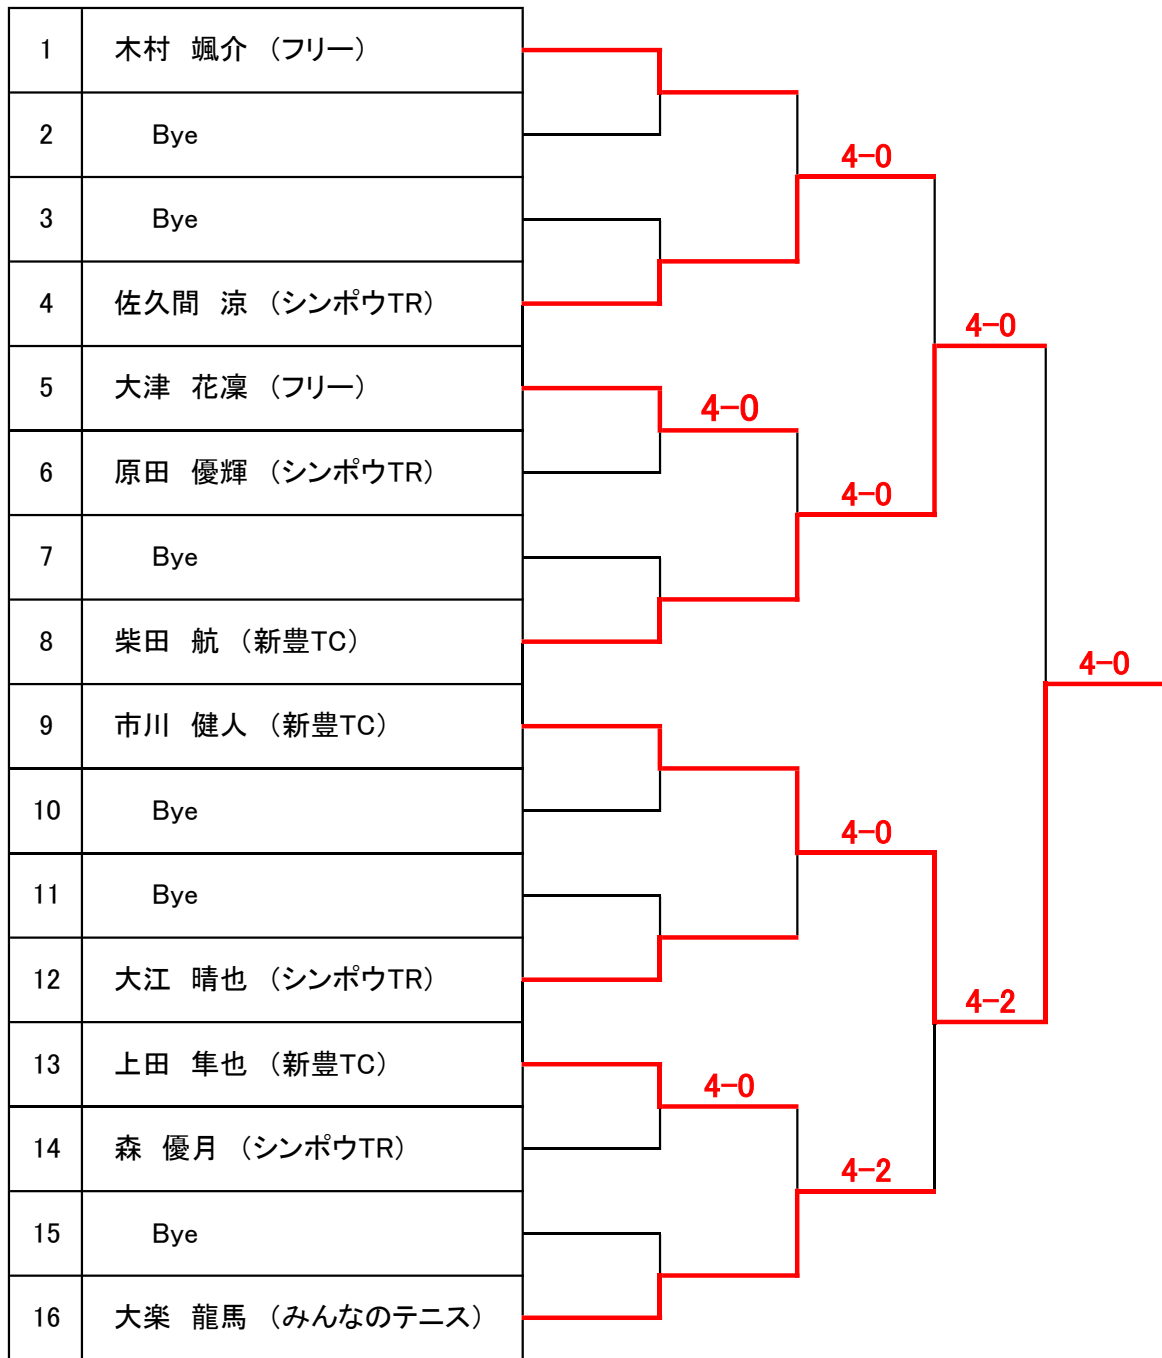 1 木村 颯介 （フリー）
2 Bye
4-0
3 Bye
4 佐久間 涼 （シンポウTR）
4-0
5 大津 花凜 （フリー）
4-0
6 原田 優輝 （シンポウTR）
4-0
7 Bye
8 柴田 航 （新豊TC）
4-0
9 市川 健人 （新豊TC）
10 Bye
4-0
11 Bye
12 大江 晴也 （シンポウTR）
4-2
13 上田 隼也 （新豊TC）
4-0
14 森 優月 （シンポウTR）
4-2
15 Bye
16 大楽 龍馬 （みんなのテニス）